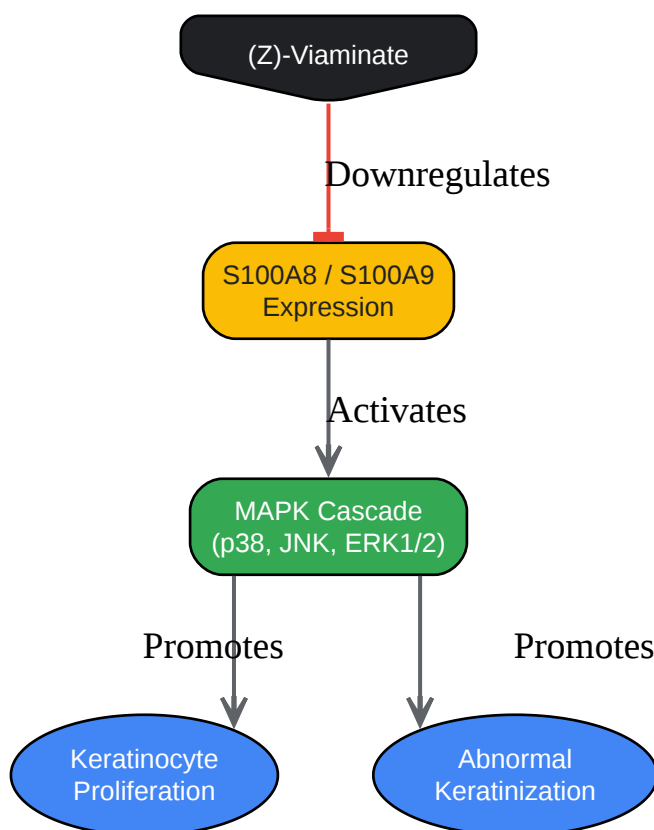 (Z)-Viaminate
Downregulates
S100A8 / S100A9
Expression
Activates
MAPK Cascade
(p38, JNK, ERK1/2)
Promotes
Promotes
Keratinocyte
Proliferation
Abnormal
Keratinization